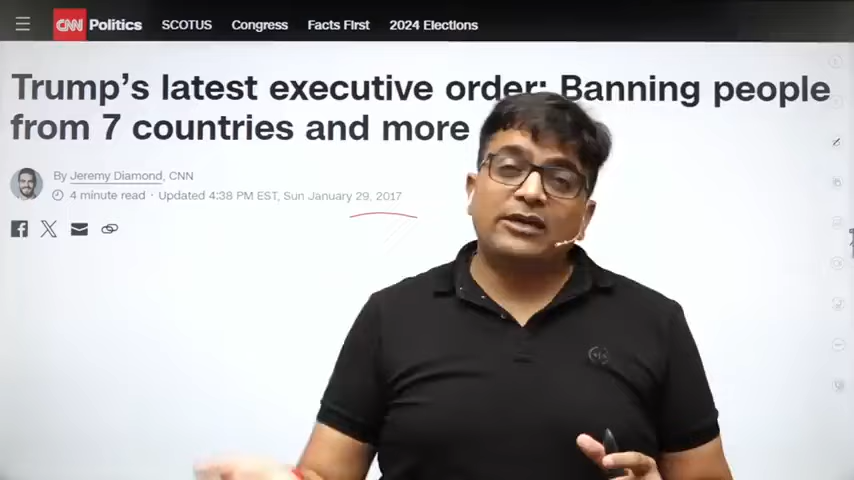 CNN Politics SCOTUS Congress Facts First 2024 Elections
Trump's latest executive order: Banning people
from 7 countries and more
By Jeremy Diamond, CNN
4 minute read · Updated 4:38 PM EST, Sun January 29, 2017